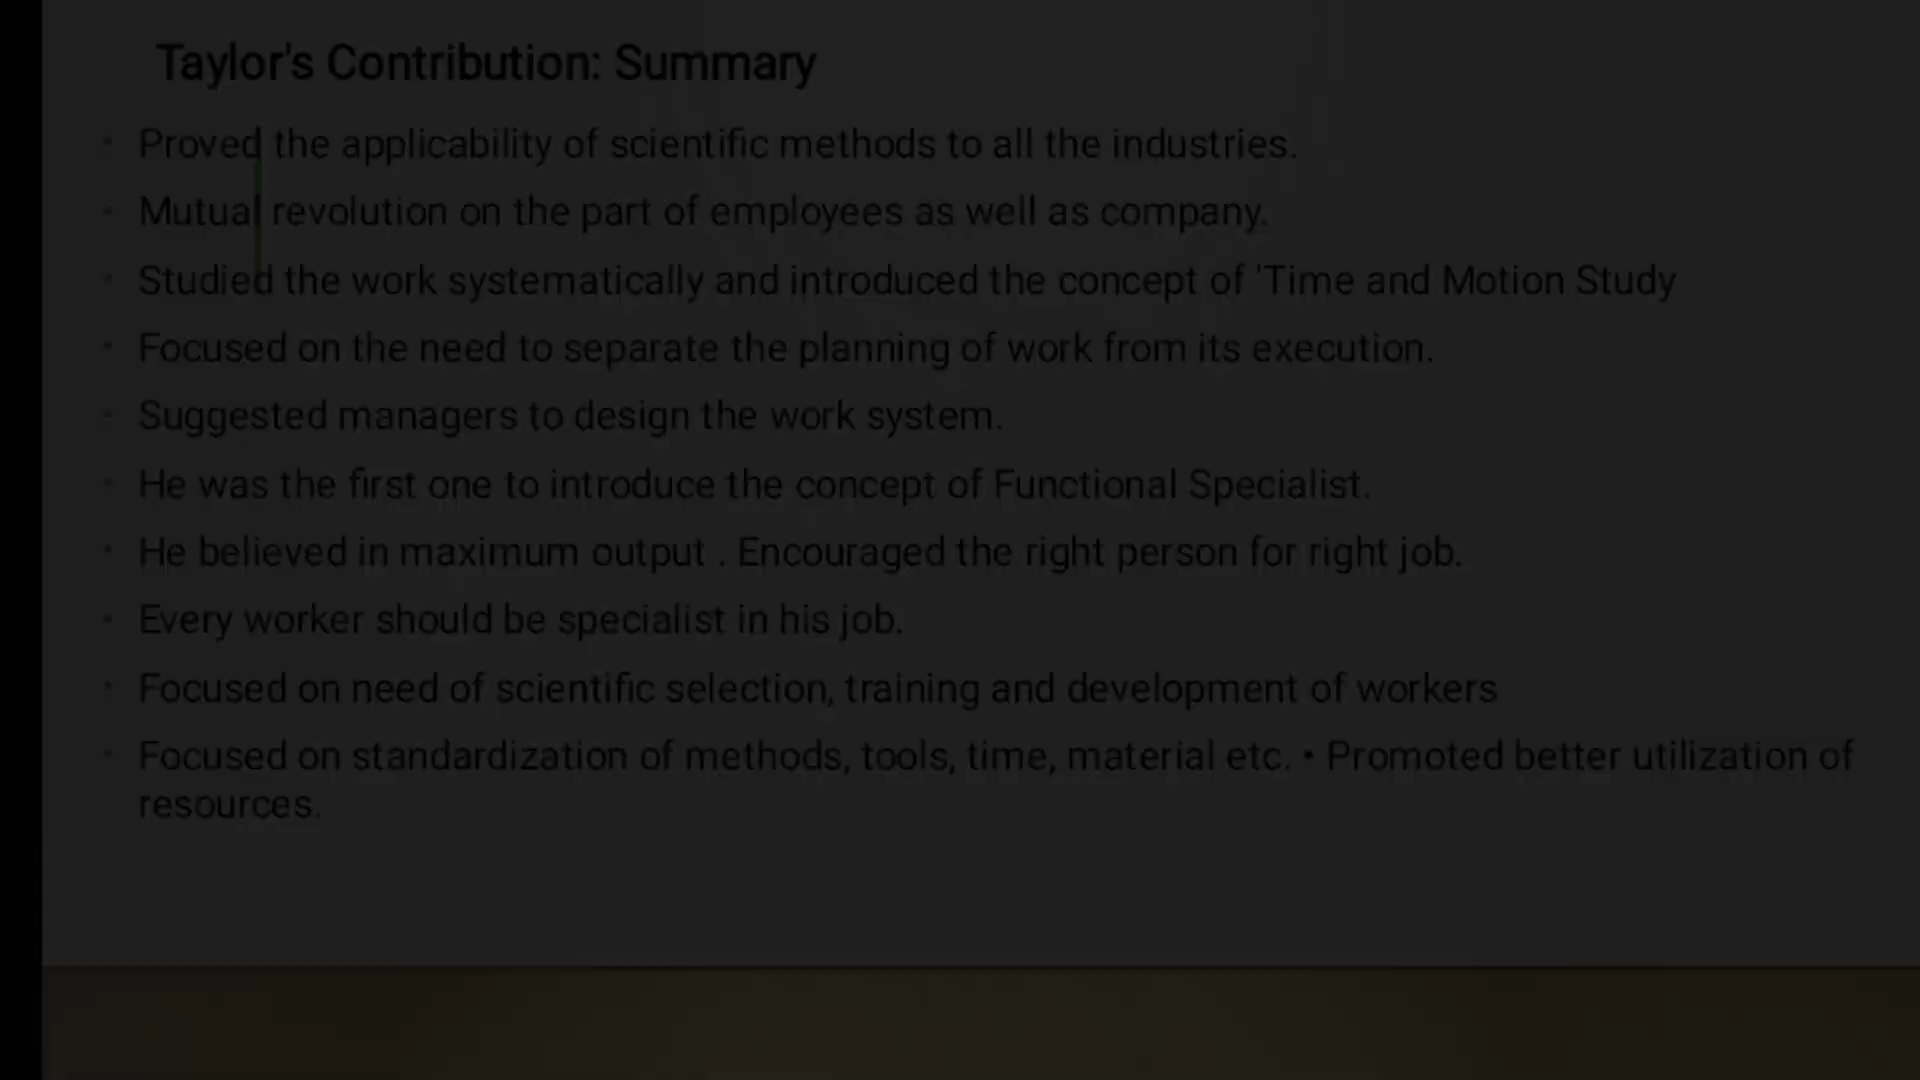 Taylor's Contribution: Summary
· Proved the applicability of scientific methods to all the industries.
· Mutual revolution on the part of employees as well as company.
· Studied the work systematically and introduced the concept of 'Time and Motion Study
· Focused on the need to separate the planning of work from its execution.
· Suggested managers to design the work system.
· He was the first one to introduce the concept of Functional Specialist.
· He believed in maximum output . Encouraged the right person for right job.
· Every worker should be specialist in his job.
· Focused on need of scientific selection, training and development of workers
· Focused on standardization of methods, tools, time, material etc. • Promoted better utilization of
resources.